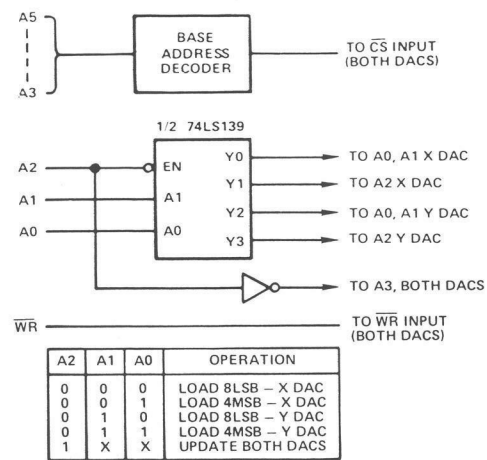 A5
BASE
ADDRESS
DECODER
TO CS INPUT
(BOTH DACS)
A3
1/2 74LS139
A2
EN
Y0
TO A0, A1 X DAC
A1
A1
Y1
TO A2 X DAC
A0
A0
Y2
TO A0, A1 Y DAC
Y3
TO A2 Y DAC
TO A3, BOTH DACS
WR
TO WR INPUT
(BOTH DACS)
A2 A1 A0 OPERATION
0 0 0 LOAD 8LSB – X DAC
0 0 1 LOAD 4MSB – X DAC
0 1 0 LOAD 8LSB – Y DAC
0 1 1 LOAD 4MSB – Y DAC
1 X X UPDATE BOTH DACS